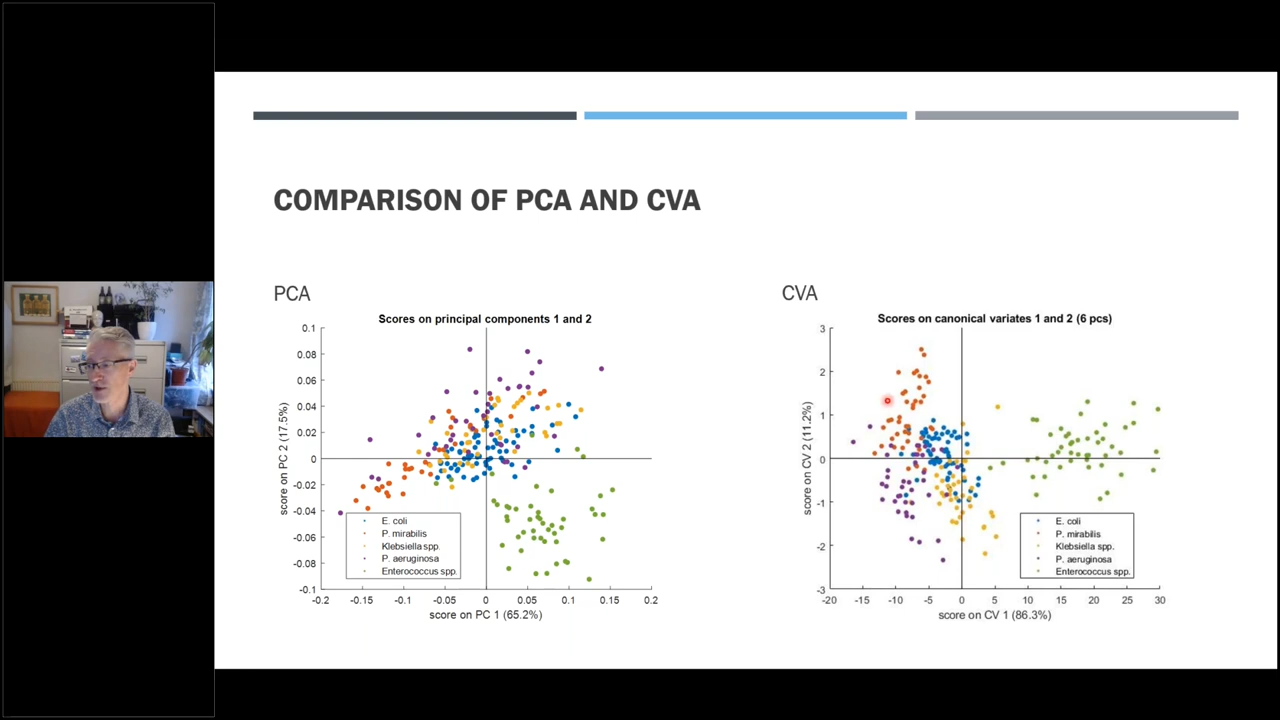 COMPARISON OF PCA AND CVA
PCA
Scores on principal components 1 and 2
0.1
0.08
0.06
0.04
0.02
0
-0.02
-0.04
-0.06
-0.08
-0.1
score on PC 2 (17.5%)
E. coli
P. mirabilis
Klebsiella spp.
P. aeruginosa
Enterococcus spp.
-0.2 -0.15 -0.1 -0.05 0 0.05 0.1 0.15 0.2
score on PC 1 (65.2%)
CVA
Scores on canonical variates 1 and 2 (6 pcs)
3
2
1
0
-1
-2
-3
score on CV 2 (11.2%)
E. coli
P. mirabilis
Klebsiella spp.
P. aeruginosa
Enterococcus spp.
-20 -15 -10 -5 0 5 10 15 20 25 30
score on CV 1 (86.3%)